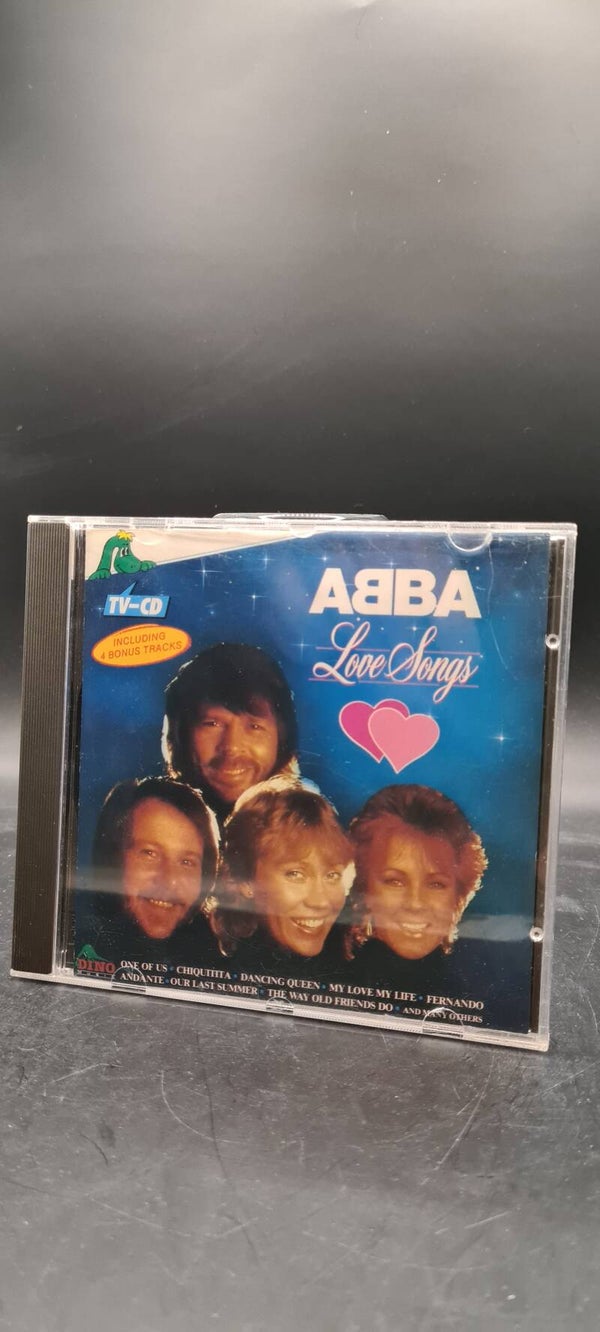 TV-CD
INCLUDING
4 BONUS TRACKS
ABBA
Love Songs
DINO
MUSIC
ONE OF US • CHIQUITITA • DANCING QUEEN • MY LOVE MY LIFE • FERNANDO
ANDANTE • OUR LAST SUMMER • THE WAY OLD FRIENDS DO • AND MANY OTHERS